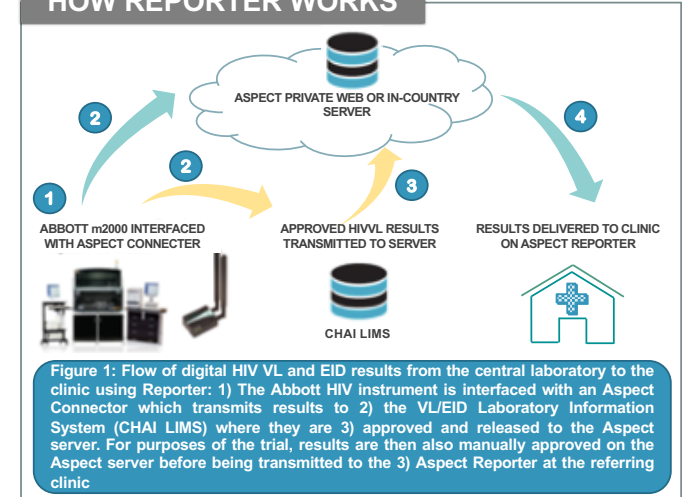 HOW REPORTER WORKS
ASPECT PRIVATE WEB OR IN-COUNTRY
SERVER
2
4
2
3
1
ABBOTT m2000 INTERFACED
WITH ASPECT CONNECTER
APPROVED HIVVL RESULTS
TRANSMITTED TO SERVER
RESULTS DELIVERED TO CLINIC
ON ASPECT REPORTER
CHAI LIMS
Figure 1: Flow of digital HIV VL and EID results from the central laboratory to the
clinic using Reporter: 1) The Abbott HIV instrument is interfaced with an Aspect
Connector which transmits results to 2) the VL/EID Laboratory Information
System (CHAI LIMS) where they are 3) approved and released to the Aspect
server. For purposes of the trial, results are then also manually approved on the
Aspect server before being transmitted to the 3) Aspect Reporter at the referring
clinic